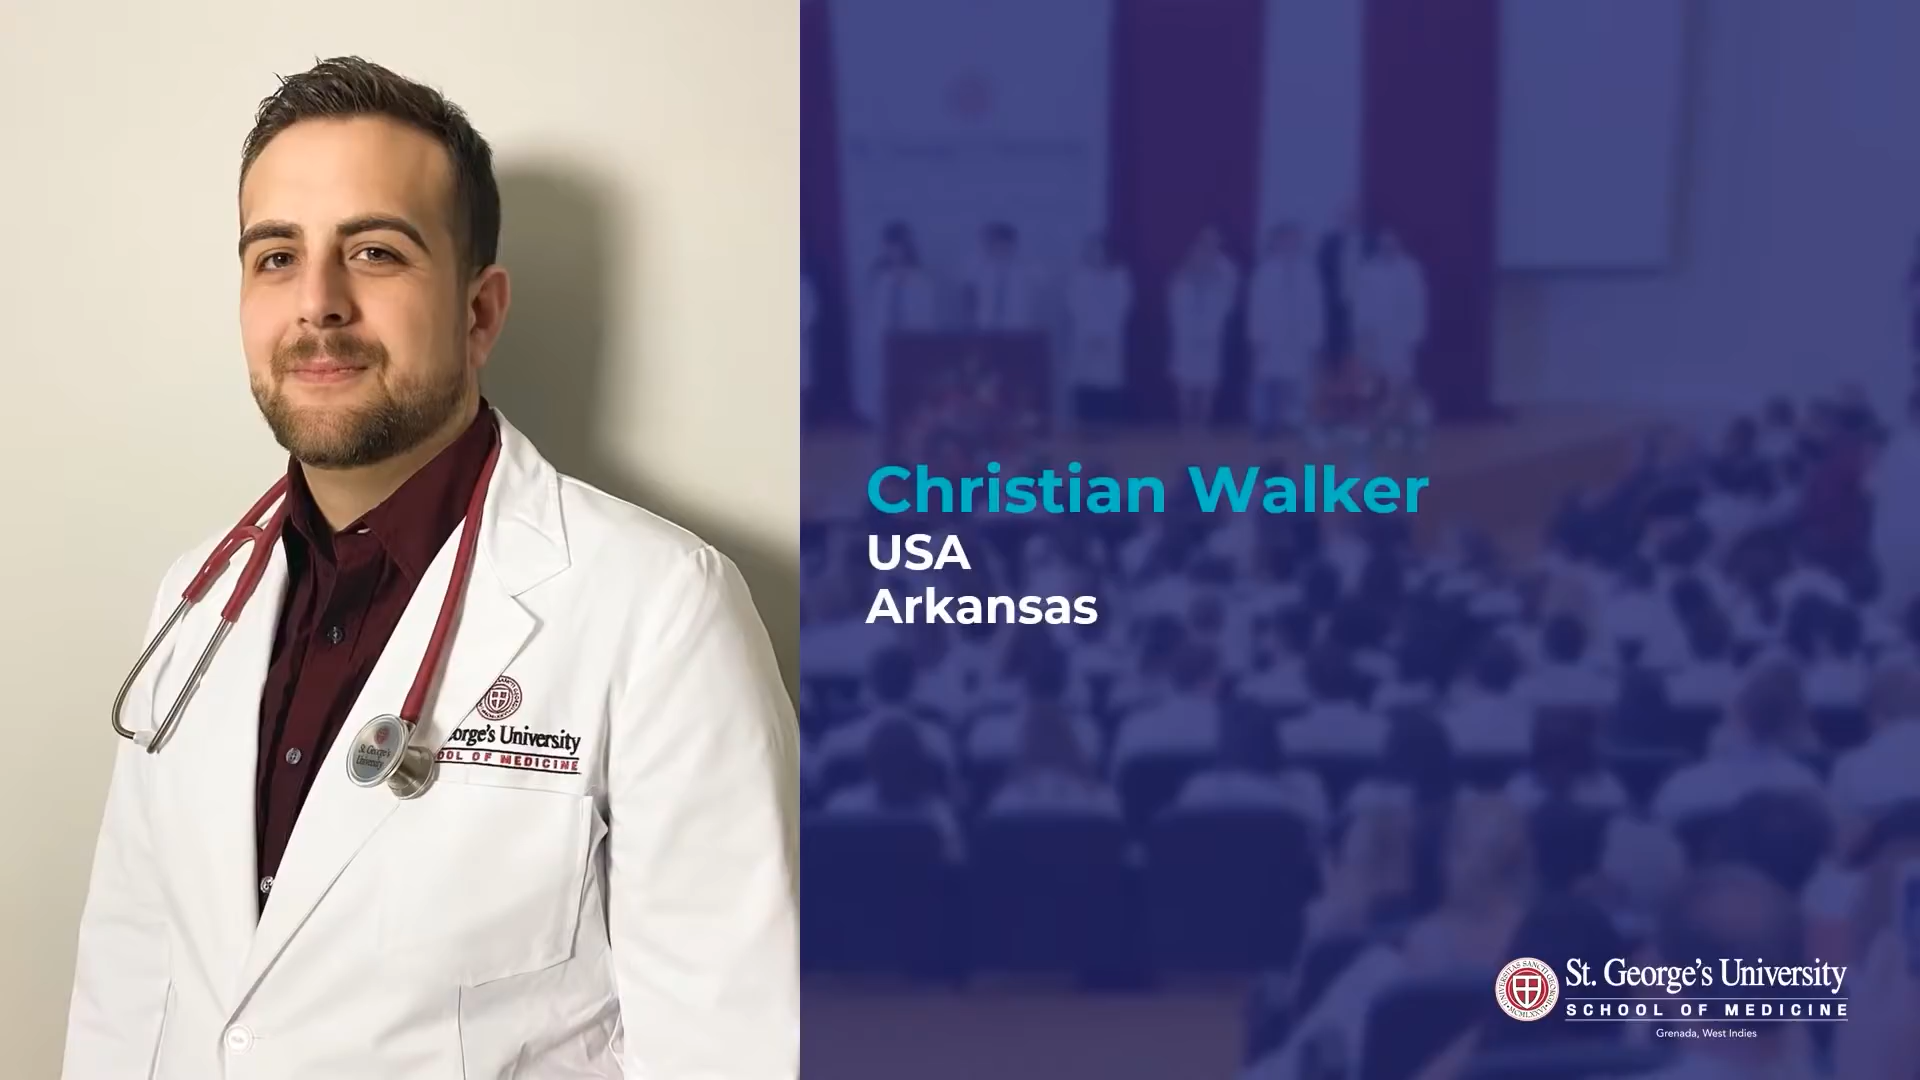 Christian Walker
USA
Arkansas
orge's University
OOL OF MEDICINE
St. George's
University
St. George's University
SCHOOL OF MEDICINE
Grenada, West Indies